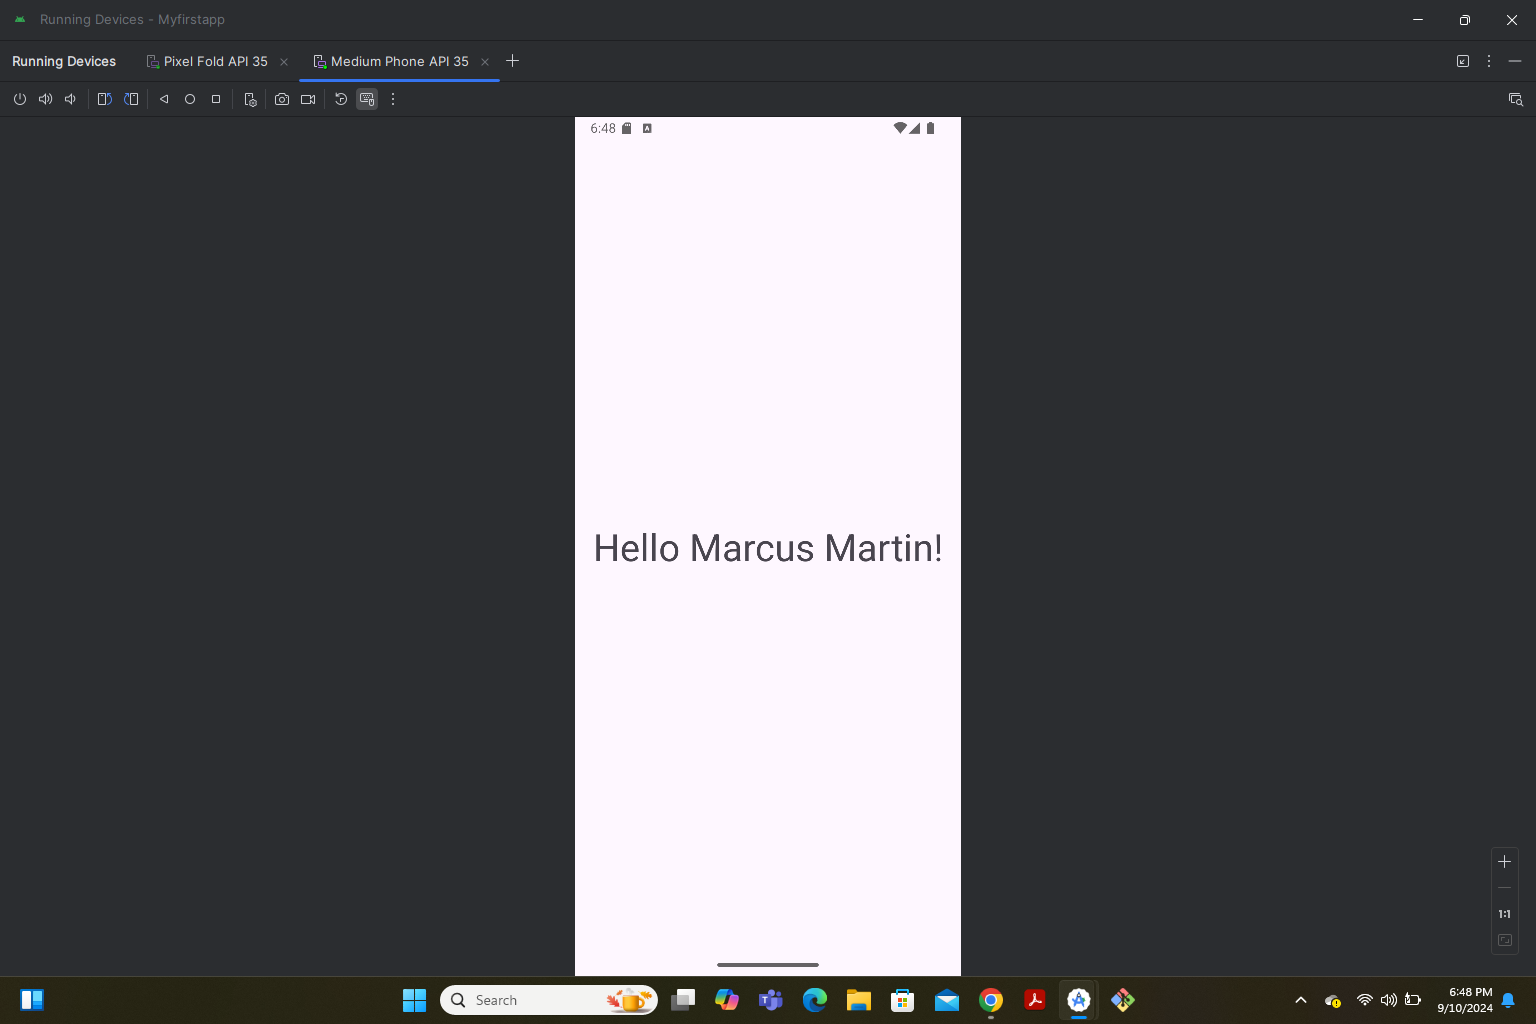 Running Devices - Myfirstapp
Running Devices
Pixel Fold API 35
Medium Phone API 35
6:48
Hello Marcus Martin!
1:1
Search
6:48 PM
9/10/2024